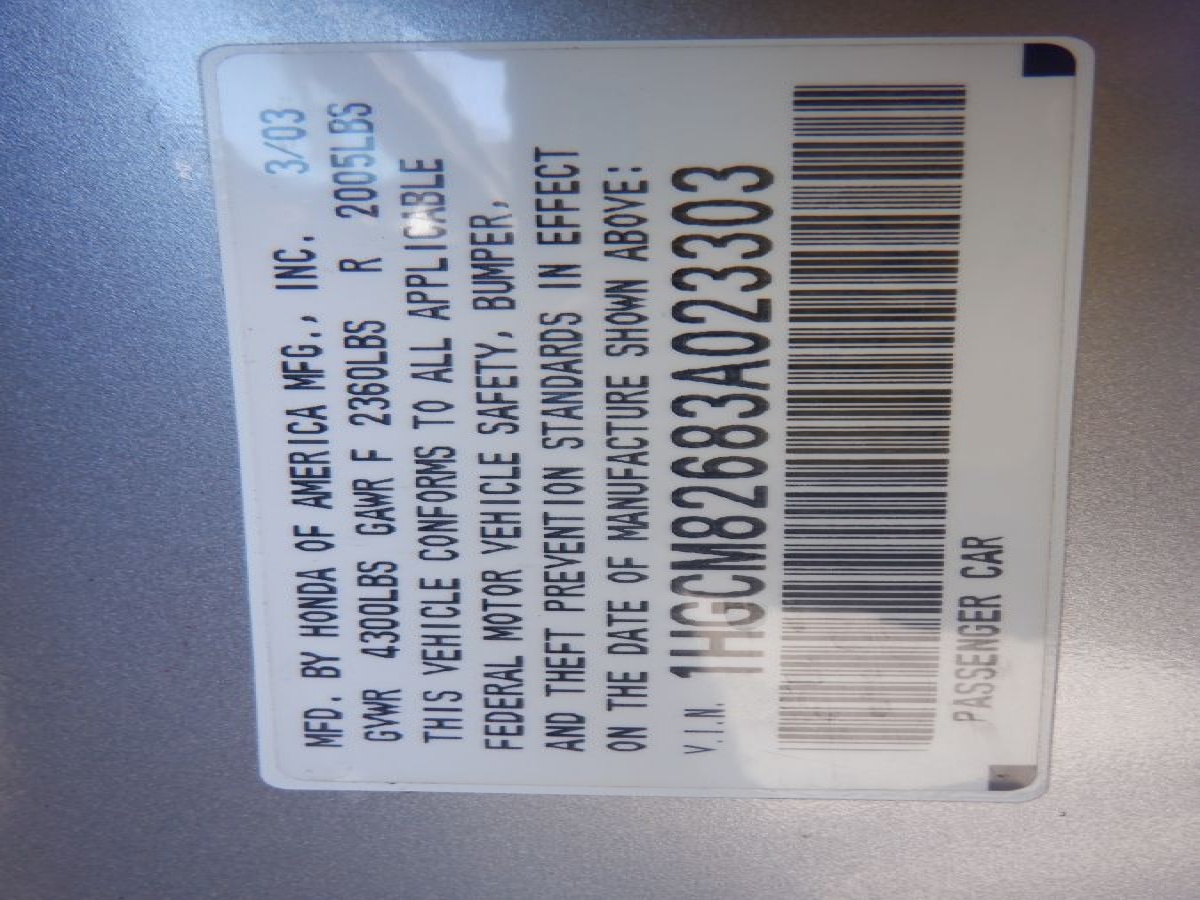 MFD. BY HONDA OF AMERICA MFG., INC. 3/03
GVWR 4300LBS GAWR F 2360LBS R 2005LBS
THIS VEHICLE CONFORMS TO ALL APPLICABLE
FEDERAL MOTOR VEHICLE SAFETY, BUMPER,
AND THEFT PREVENTION STANDARDS IN EFFECT
ON THE DATE OF MANUFACTURE SHOWN ABOVE:
V.I.N. 1HGCM82683A023303
PASSENGER CAR